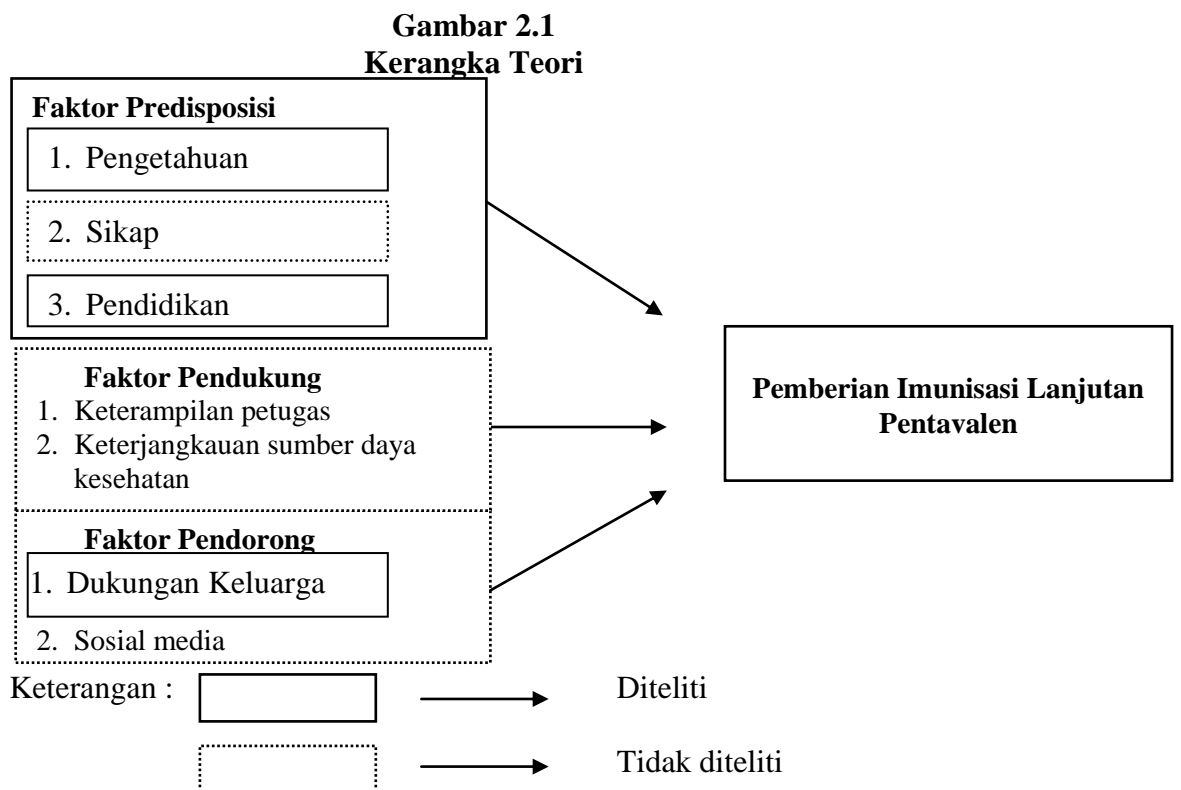 Gambar 2.1
Kerangka Teori
Faktor Predisposisi
1. Pengetahuan
2. Sikap
3. Pendidikan
Faktor Pendukung
1. Keterampilan petugas
2. Keterjangkauan sumber daya
kesehatan
Faktor Pendorong
1. Dukungan Keluarga
2. Sosial media
Pemberian Imunisasi Lanjutan
Pentavalen
Keterangan :
Diteliti
Tidak diteliti